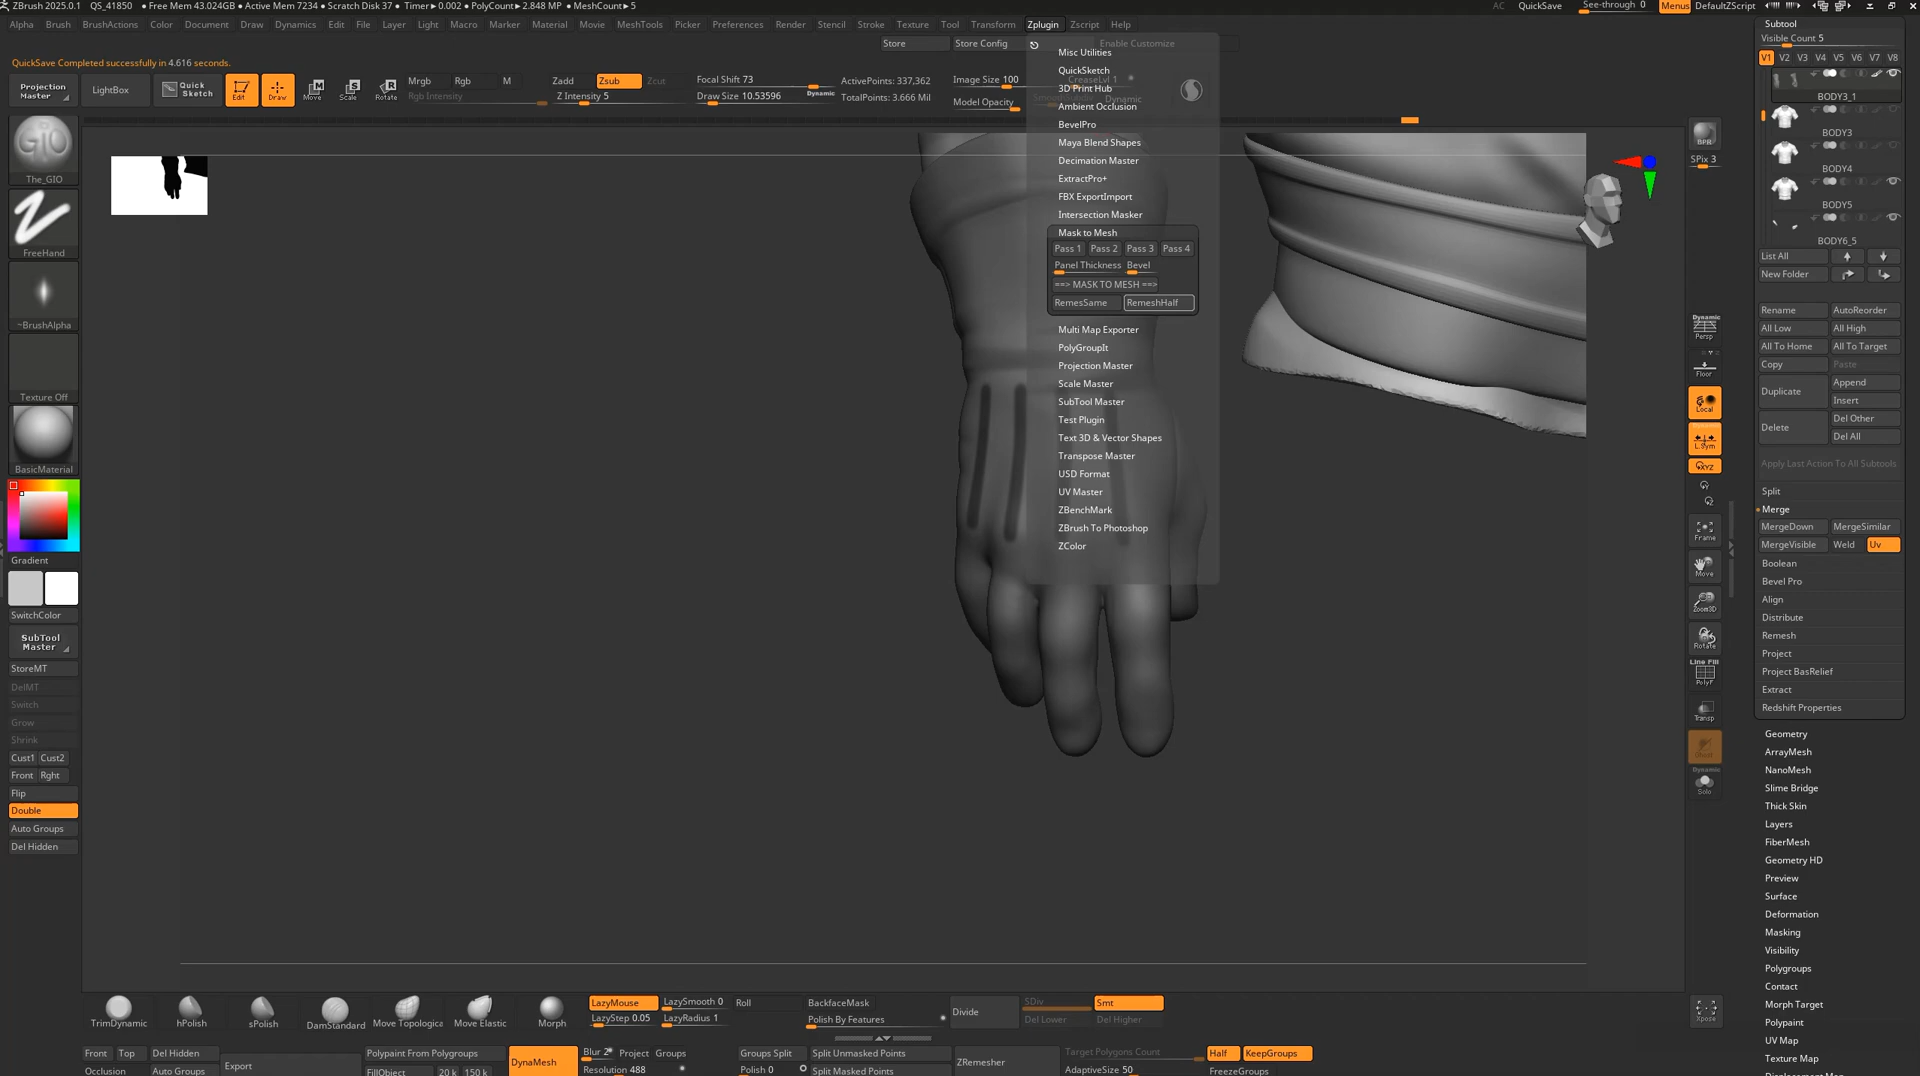 ZBrush 2025.0.1 QS_41850 • Free Mem 43.024GB • Active Mem 7234 • Scratch Disk 37 • Timer▸0.002 • PolyCount▸2.848 MP • MeshCount▸5 AC QuickSave See-through 0 Menus DefaultZScript
Alpha Brush BrushActions Color Document Draw Dynamics Edit File Layer Light Macro Marker Material MeshTools Movie Picker Preferences Render Stencil Stroke Texture Tool Transform Zplugin Zscript Help
Store Store Config Enable Customize
QuickSave Completed successfully in 4.616 seconds.
Projection Master
LightBox
Quick Sketch
Edit
Draw
Move
Scale
Rotate
Mrgb Rgb M
Rgb Intensity
Zadd Zsub Zcut
Z Intensity 5
Focal Shift 73
Draw Size 10.53596
Dynamic
ActivePoints: 337,362
TotalPoints: 3.666 Mil
Image Size 100
Model Opacity
CreaseLvl 1
Dynamic
The_GIO
FreeHand
~BrushAlpha
Texture Off
BasicMaterial
Gradient
SwitchColor
SubTool Master
StoreMT
DelMT
Switch
Grow
Shrink
Cust1 Cust2
Front Rght
Flip
Double
Auto Groups
Del Hidden
Misc Utilities
QuickSketch
3D Print Hub
Ambient Occlusion
BevelPro
Maya Blend Shapes
Decimation Master
ExtractPro+
FBX ExportImport
Intersection Masker
Mask to Mesh
Pass 1 Pass 2 Pass 3 Pass 4
Panel Thickness Bevel
==> MASK TO MESH ==>
RemesSame RemeshHalf
Multi Map Exporter
PolyGroupIt
Projection Master
Scale Master
SubTool Master
Test Plugin
Text 3D & Vector Shapes
Transpose Master
USD Format
UV Master
ZBenchMark
ZBrush To Photoshop
ZColor
BPR
SPix 3
Dynamic
Persp
Floor
Local
L.Sym
XYZ
Frame
Move
Zoom3D
Rotate
Line Fill
PolyF
Transp
Ghost
Dynamic
Solo
Xpose
Subtool
Visible Count 5
V1 V2 V3 V4 V5 V6 V7 V8
BODY3_1
BODY3
BODY4
BODY5
BODY6_5
List All
New Folder
Rename AutoReorder
All Low All High
All To Home All To Target
Copy Paste
Duplicate Append
Insert
Delete Del Other
Del All
Apply Last Action To All Subtools
Split
Merge
MergeDown MergeSimilar
MergeVisible Weld Uv
Boolean
Bevel Pro
Align
Distribute
Remesh
Project
Project BasRelief
Extract
Redshift Properties
Geometry
ArrayMesh
NanoMesh
Slime Bridge
Thick Skin
Layers
FiberMesh
Geometry HD
Preview
Surface
Deformation
Masking
Visibility
Polygroups
Contact
Morph Target
Polypaint
UV Map
Texture Map
Displacement Map
TrimDynamic hPolish sPolish DamStandard Move Topologica Move Elastic Morph
LazyMouse LazySmooth 0
LazyStep 0.05 LazyRadius 1
Roll
BackfaceMask
Polish By Features
Divide
SDiv
Del Lower
Smt
Del Higher
Front Top Del Hidden
Occlusion Auto Groups
Export
Polypaint From Polygroups
FillObject 20 k 150 k
DynaMesh
Blur 2 Project Groups
Resolution 488
Groups Split
Polish 0
Split Unmasked Points
Split Masked Points
ZRemesher
Target Polygons Count
AdaptiveSize 50
Half KeepGroups
FreezeGroups